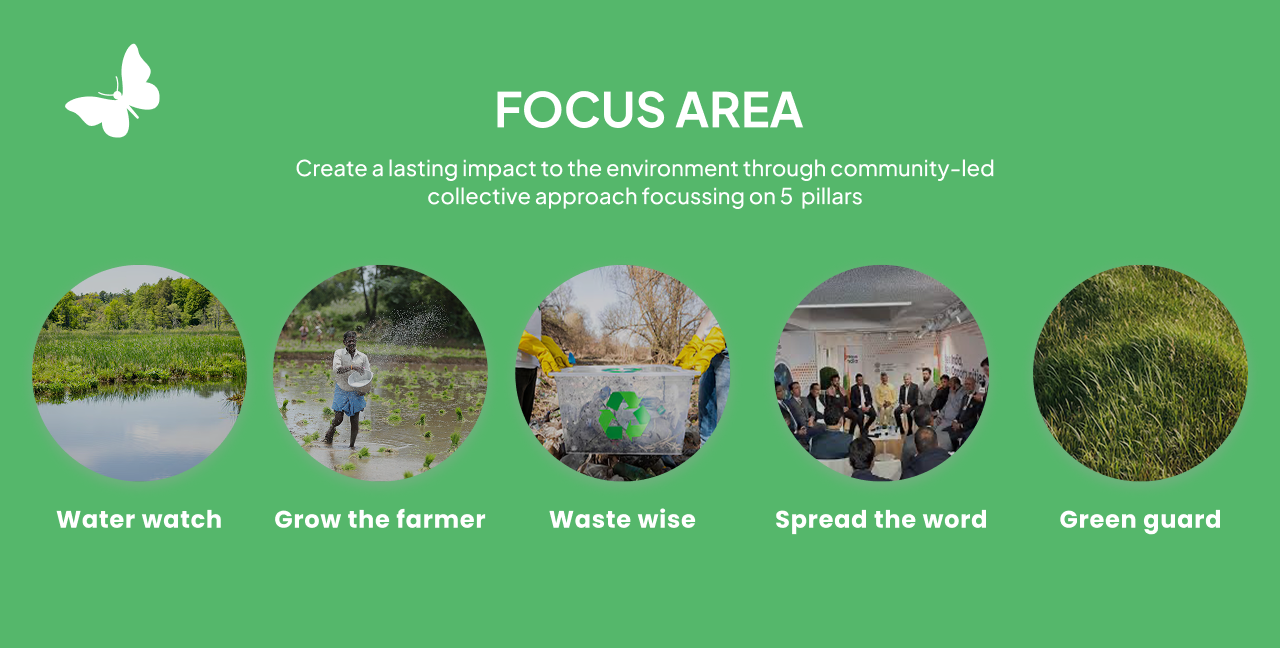 FOCUS AREA
Create a lasting impact to the environment through community-led
collective approach focussing on 5 pillars
Water watch
Grow the farmer
Waste wise
Spread the word
Green guard